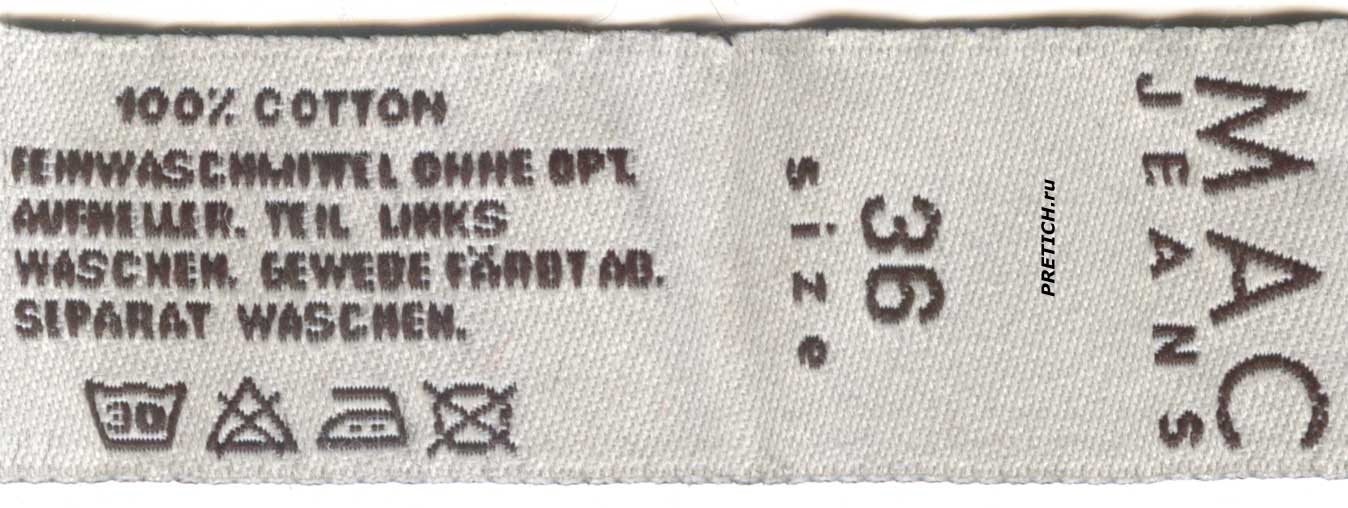 100% COTTON
FEINWASCHMITTEL OHNE OPT.
AUFHELLER. TEIL LINKS
WASCHEN. GEWEBE FÄRBT AB.
SEPARAT WASCHEN.
30
size
36
PRETICH.ru
JEANS
MAC